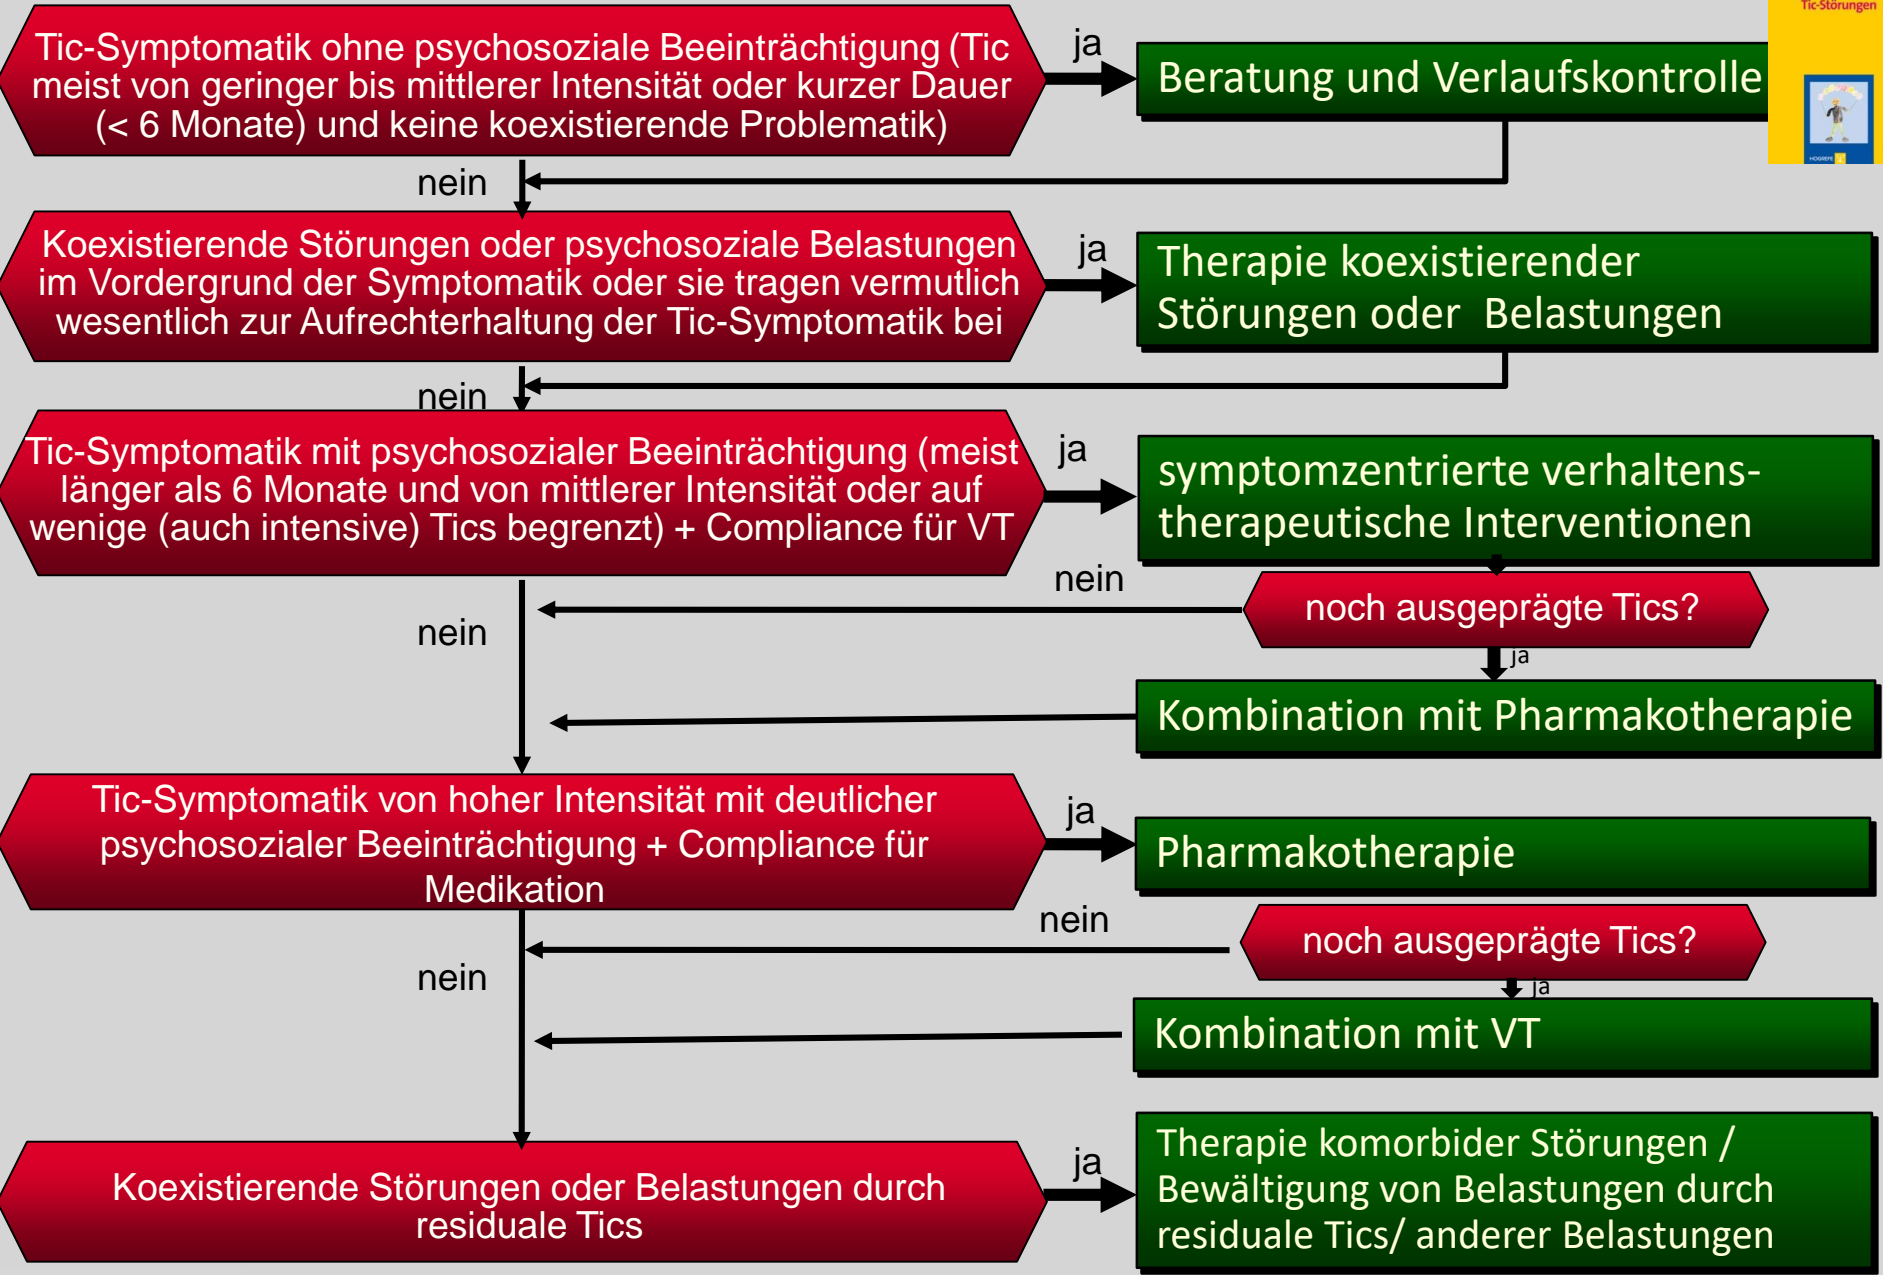 Tic-Störungen
Tic-Symptomatik ohne psychosoziale Beeinträchtigung (Tic
meist von geringer bis mittlerer Intensität oder kurzer Dauer
(< 6 Monate) und keine koexistierende Problematik)
ja
Beratung und Verlaufskontrolle
HOGREFE
nein
Koexistierende Störungen oder psychosoziale Belastungen
im Vordergrund der Symptomatik oder sie tragen vermutlich
wesentlich zur Aufrechterhaltung der Tic-Symptomatik bei
ja
Therapie koexistierender
Störungen oder Belastungen
nein
Tic-Symptomatik mit psychosozialer Beeinträchtigung (meist
länger als 6 Monate und von mittlerer Intensität oder auf
wenige (auch intensive) Tics begrenzt) + Compliance für VT
ja
symptomzentrierte verhaltens-
therapeutische Interventionen
nein
noch ausgeprägte Tics?
nein
ja
Kombination mit Pharmakotherapie
Tic-Symptomatik von hoher Intensität mit deutlicher
psychosozialer Beeinträchtigung + Compliance für
Medikation
ja
Pharmakotherapie
nein
noch ausgeprägte Tics?
nein
ja
Kombination mit VT
Koexistierende Störungen oder Belastungen durch
residuale Tics
ja
Therapie komorbider Störungen /
Bewältigung von Belastungen durch
residuale Tics/ anderer Belastungen